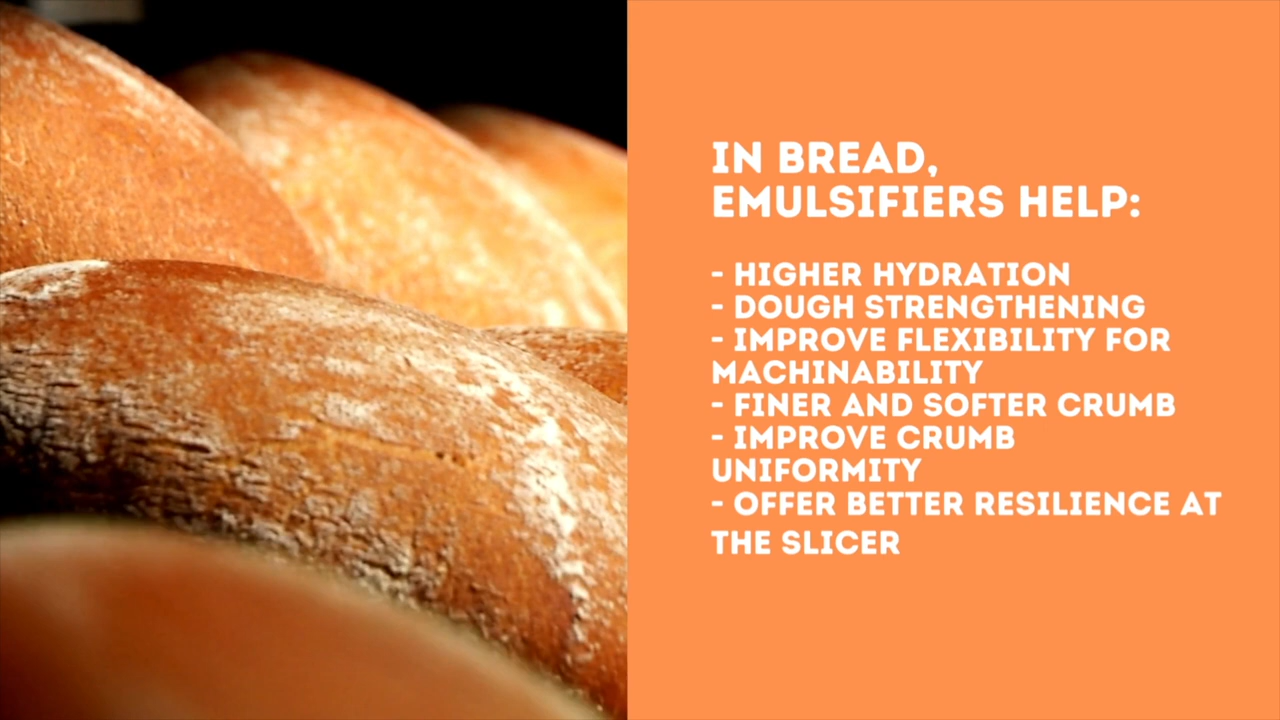 IN BREAD,
EMULSIFIERS HELP:
- HIGHER HYDRATION
- DOUGH STRENGTHENING
- IMPROVE FLEXIBILITY FOR
MACHINABILITY
- FINER AND SOFTER CRUMB
- IMPROVE CRUMB
UNIFORMITY
- OFFER BETTER RESILIENCE AT
THE SLICER